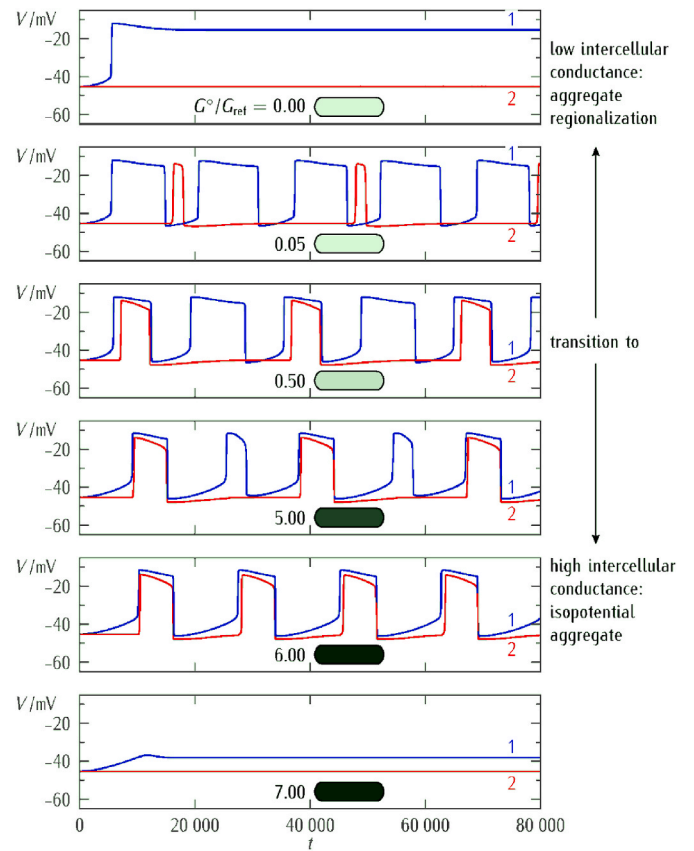 V/mV
1
−20
−40
−60
2
G°/Gref = 0.00
low intercellular
conductance:
aggregate
regionalization
V/mV
1
−20
−40
−60
2
0.05
V/mV
−20
−40
−60
1
2
0.50
transition to
V/mV
−20
−40
−60
1
2
5.00
V/mV
−20
−40
−60
1
2
6.00
high intercellular
conductance:
isopotential
aggregate
V/mV
−20
−40
−60
1
2
7.00
0
20 000
40 000
60 000
80 000
t